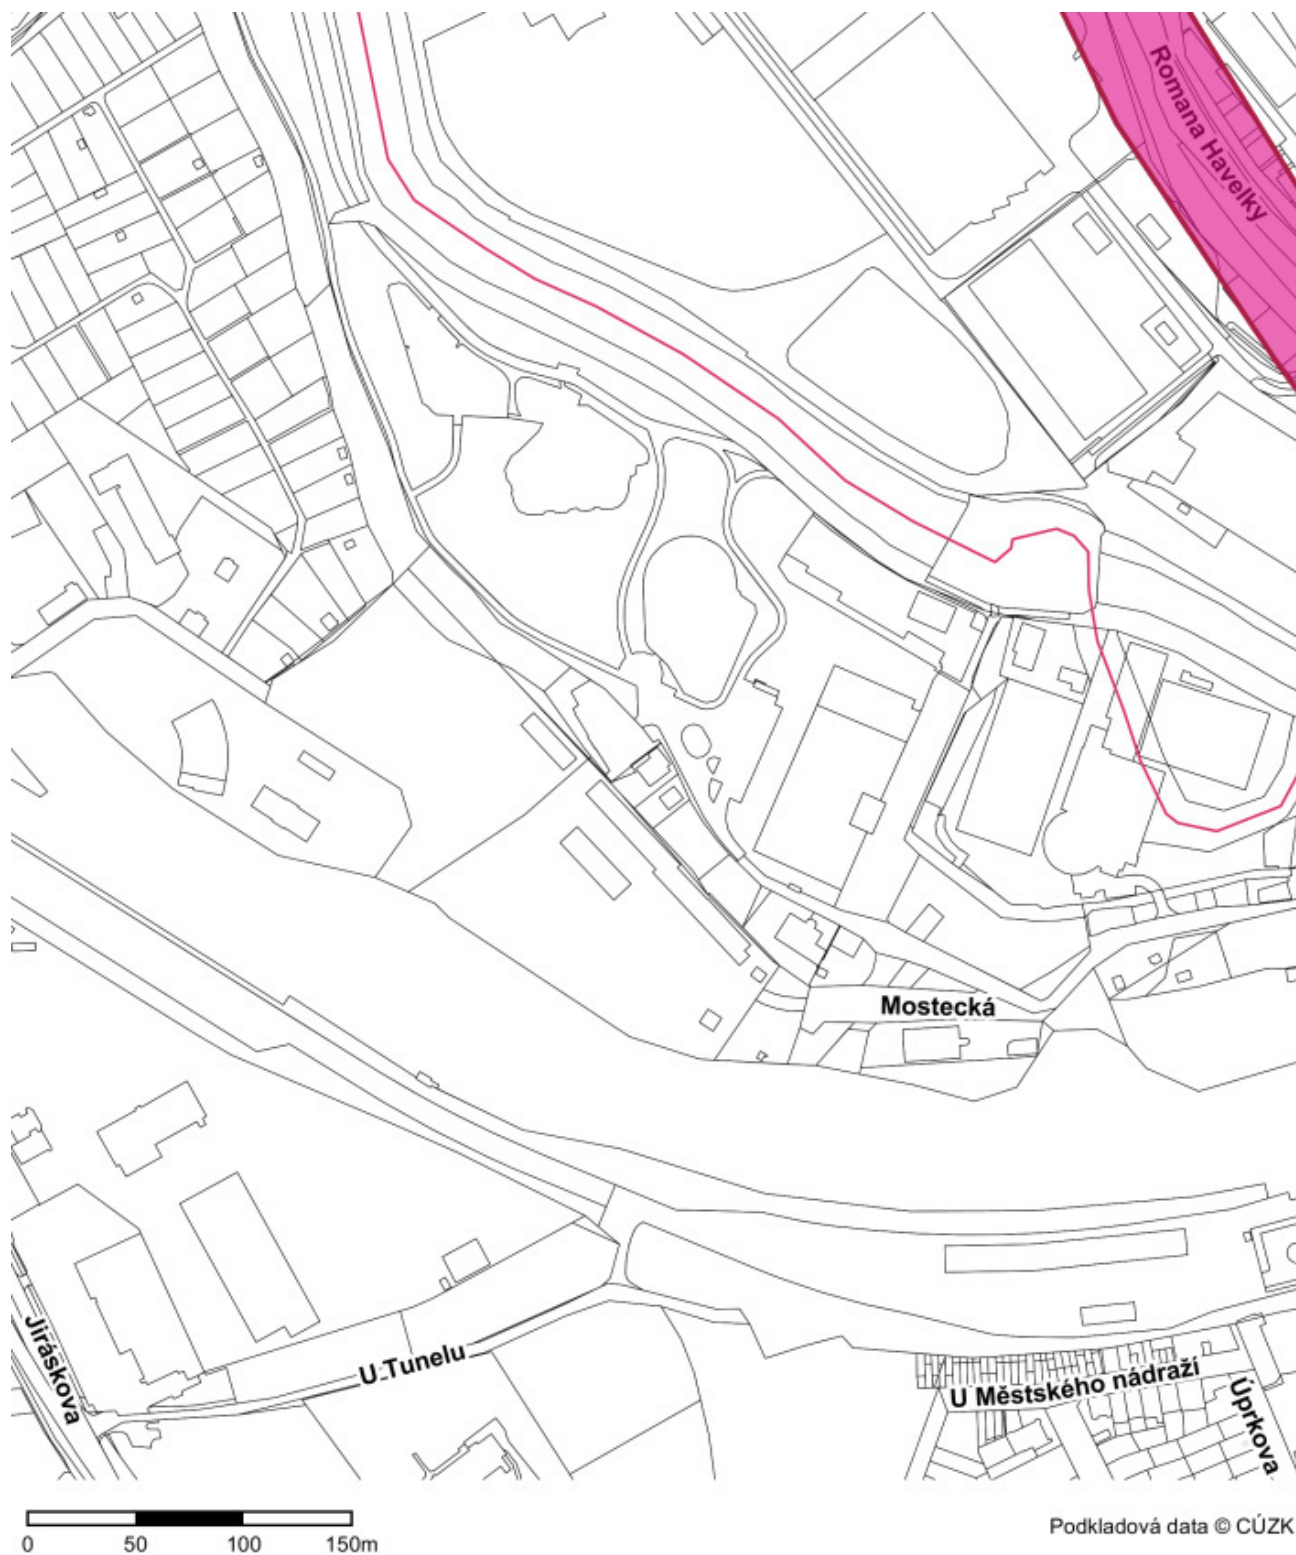 Romana Havelky
Mostecká
Jiráskova
U Tunelu
U Městského nádraží
Úprkova
0 50 100 150m
Podkladová data © CÚZK